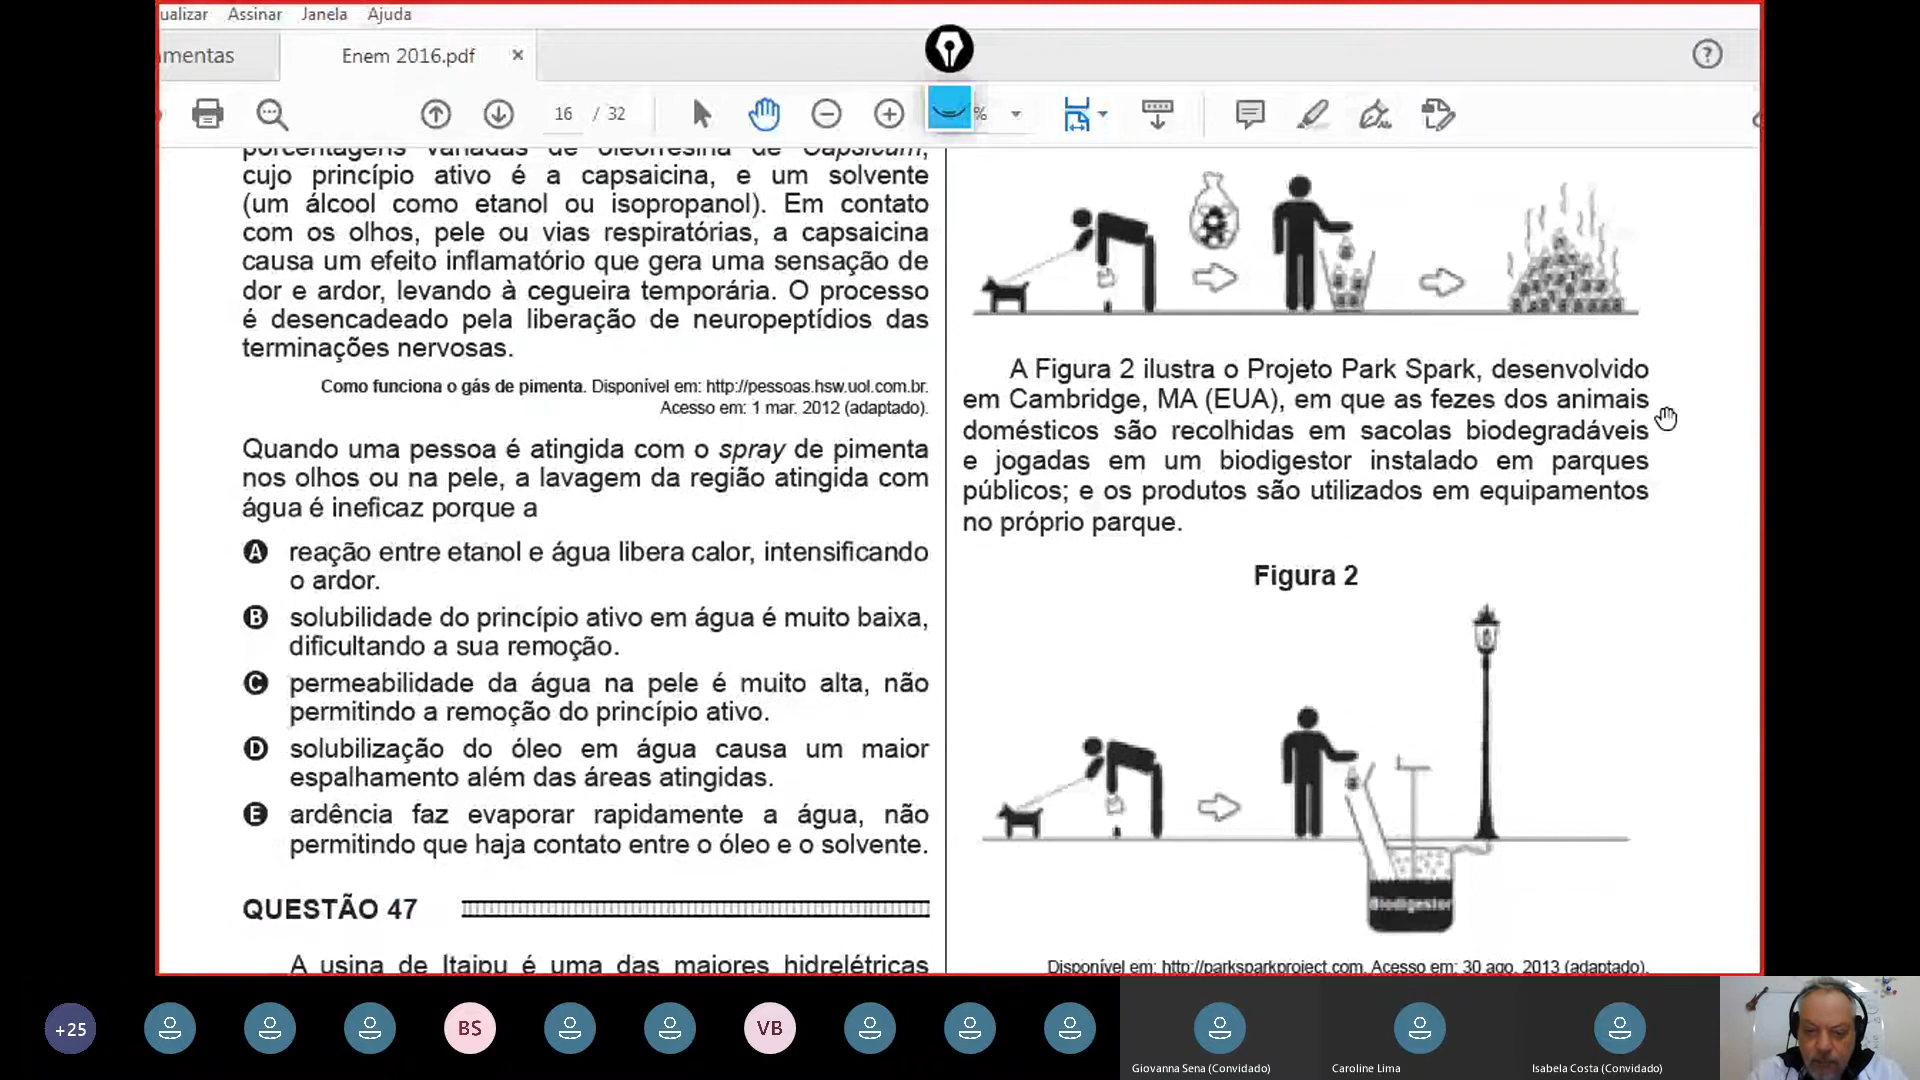 ualizar Assinar Janela Ajuda
mentas
Enem 2016.pdf
16 / 32
%
porcentagens variadas de oleorresina de Capsicum,
cujo princípio ativo é a capsaicina, e um solvente
(um álcool como etanol ou isopropanol). Em contato
com os olhos, pele ou vias respiratórias, a capsaicina
causa um efeito inflamatório que gera uma sensação de
dor e ardor, levando à cegueira temporária. O processo
é desencadeado pela liberação de neuropeptídios das
terminações nervosas.
Como funciona o gás de pimenta. Disponível em: http://pessoas.hsw.uol.com.br.
Acesso em: 1 mar. 2012 (adaptado).
Quando uma pessoa é atingida com o spray de pimenta
nos olhos ou na pele, a lavagem da região atingida com
água é ineficaz porque a
A reação entre etanol e água libera calor, intensificando
o ardor.
B solubilidade do princípio ativo em água é muito baixa,
dificultando a sua remoção.
C permeabilidade da água na pele é muito alta, não
permitindo a remoção do princípio ativo.
D solubilização do óleo em água causa um maior
espalhamento além das áreas atingidas.
E ardência faz evaporar rapidamente a água, não
permitindo que haja contato entre o óleo e o solvente.
QUESTÃO 47
A usina de Itaipu é uma das maiores hidrelétricas
A Figura 2 ilustra o Projeto Park Spark, desenvolvido
em Cambridge, MA (EUA), em que as fezes dos animais
domésticos são recolhidas em sacolas biodegradáveis
e jogadas em um biodigestor instalado em parques
públicos; e os produtos são utilizados em equipamentos
no próprio parque.
Figura 2
Biodigestor
Disponível em: http://parksparkproject.com. Acesso em: 30 ago. 2013 (adaptado).
+25
BS
VB
Giovanna Sena (Convidado)
Caroline Lima
Isabela Costa (Convidado)